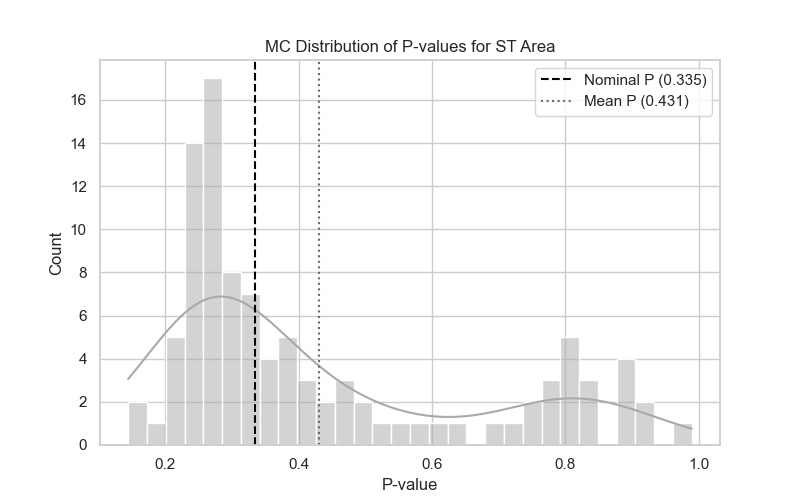 MC Distribution of P-values for ST Area
Nominal P (0.335)
Mean P (0.431)
16
14
12
10
8
6
4
2
0
Count
0.2
0.4
0.6
0.8
1.0
P-value